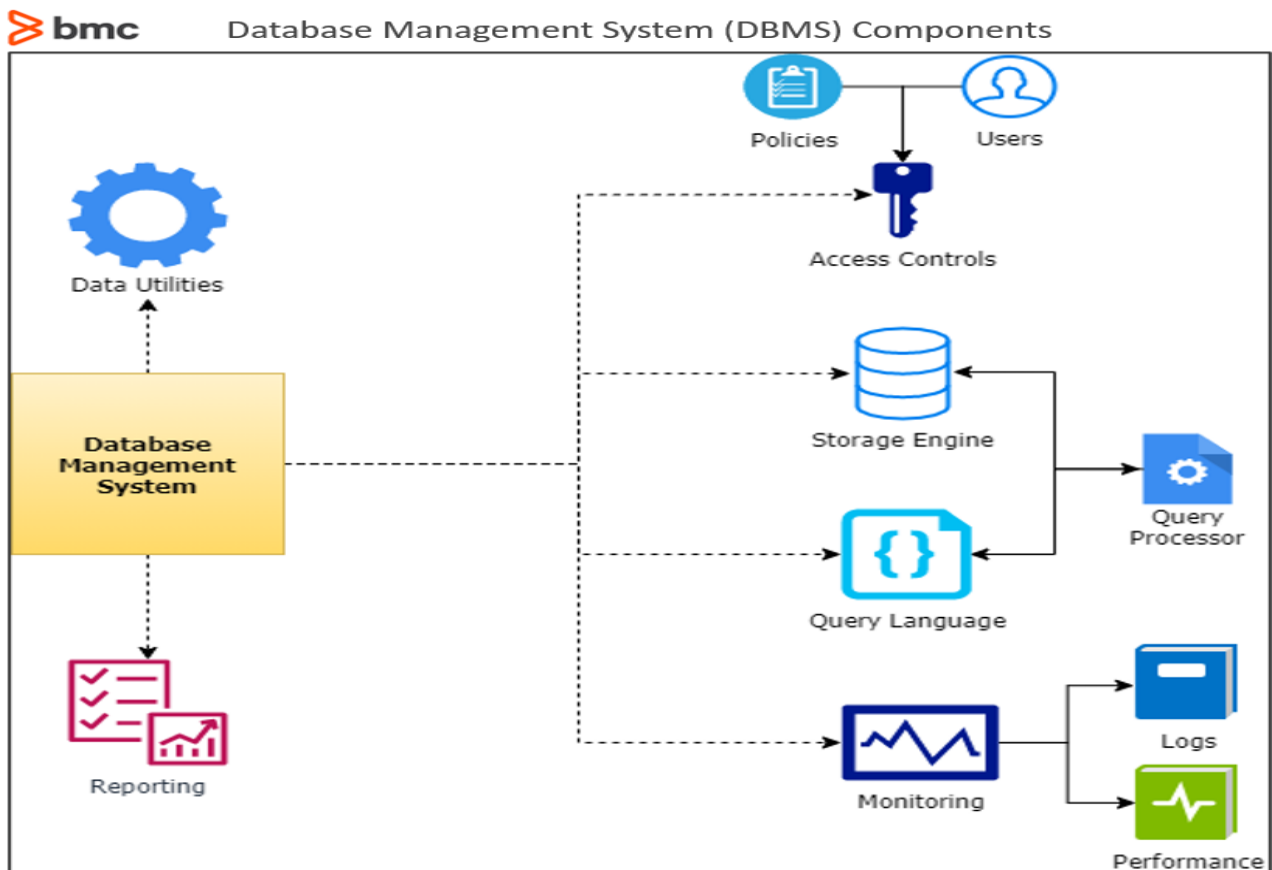 bmc
Database Management System (DBMS) Components
Policies
Users
Data Utilities
Access Controls
Database
Management
System
Storage Engine
Query
Processor
Query Language
Reporting
Monitoring
Logs
Performance